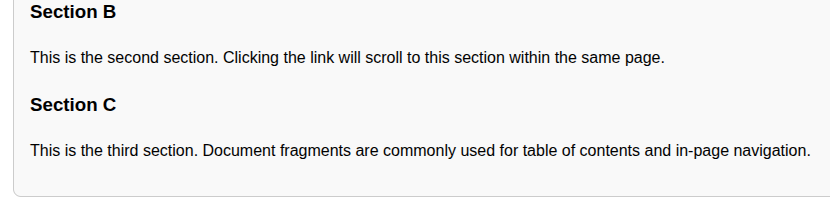 Section B
This is the second section. Clicking the link will scroll to this section within the same page.
Section C
This is the third section. Document fragments are commonly used for table of contents and in-page navigation.